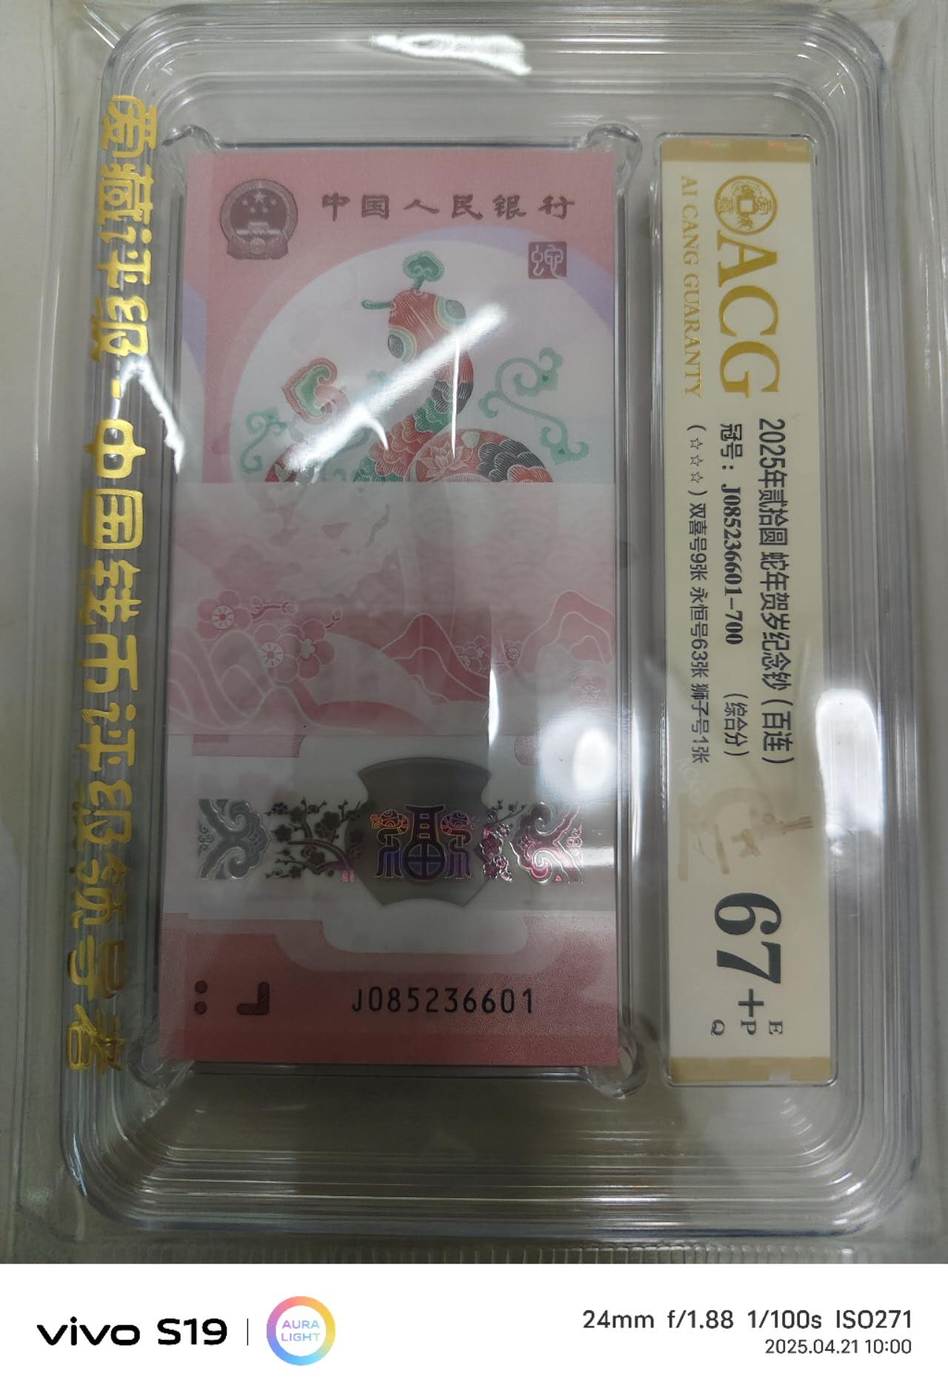 爱藏评级-中国钱币评级领导者
中国人民银行
蛇
J085236601
ACG
AI CANG GUARANTY
2025年贰拾圆 蛇年贺岁纪念钞（百连）
冠号：J085236601-700 （综合分）
（☆☆☆）双喜号9张 永恒号63张 狮子号1张
67+
E
P
Q
vivo S19
AURA
LIGHT
24mm f/1.88 1/100s ISO271
2025.04.21 10:00